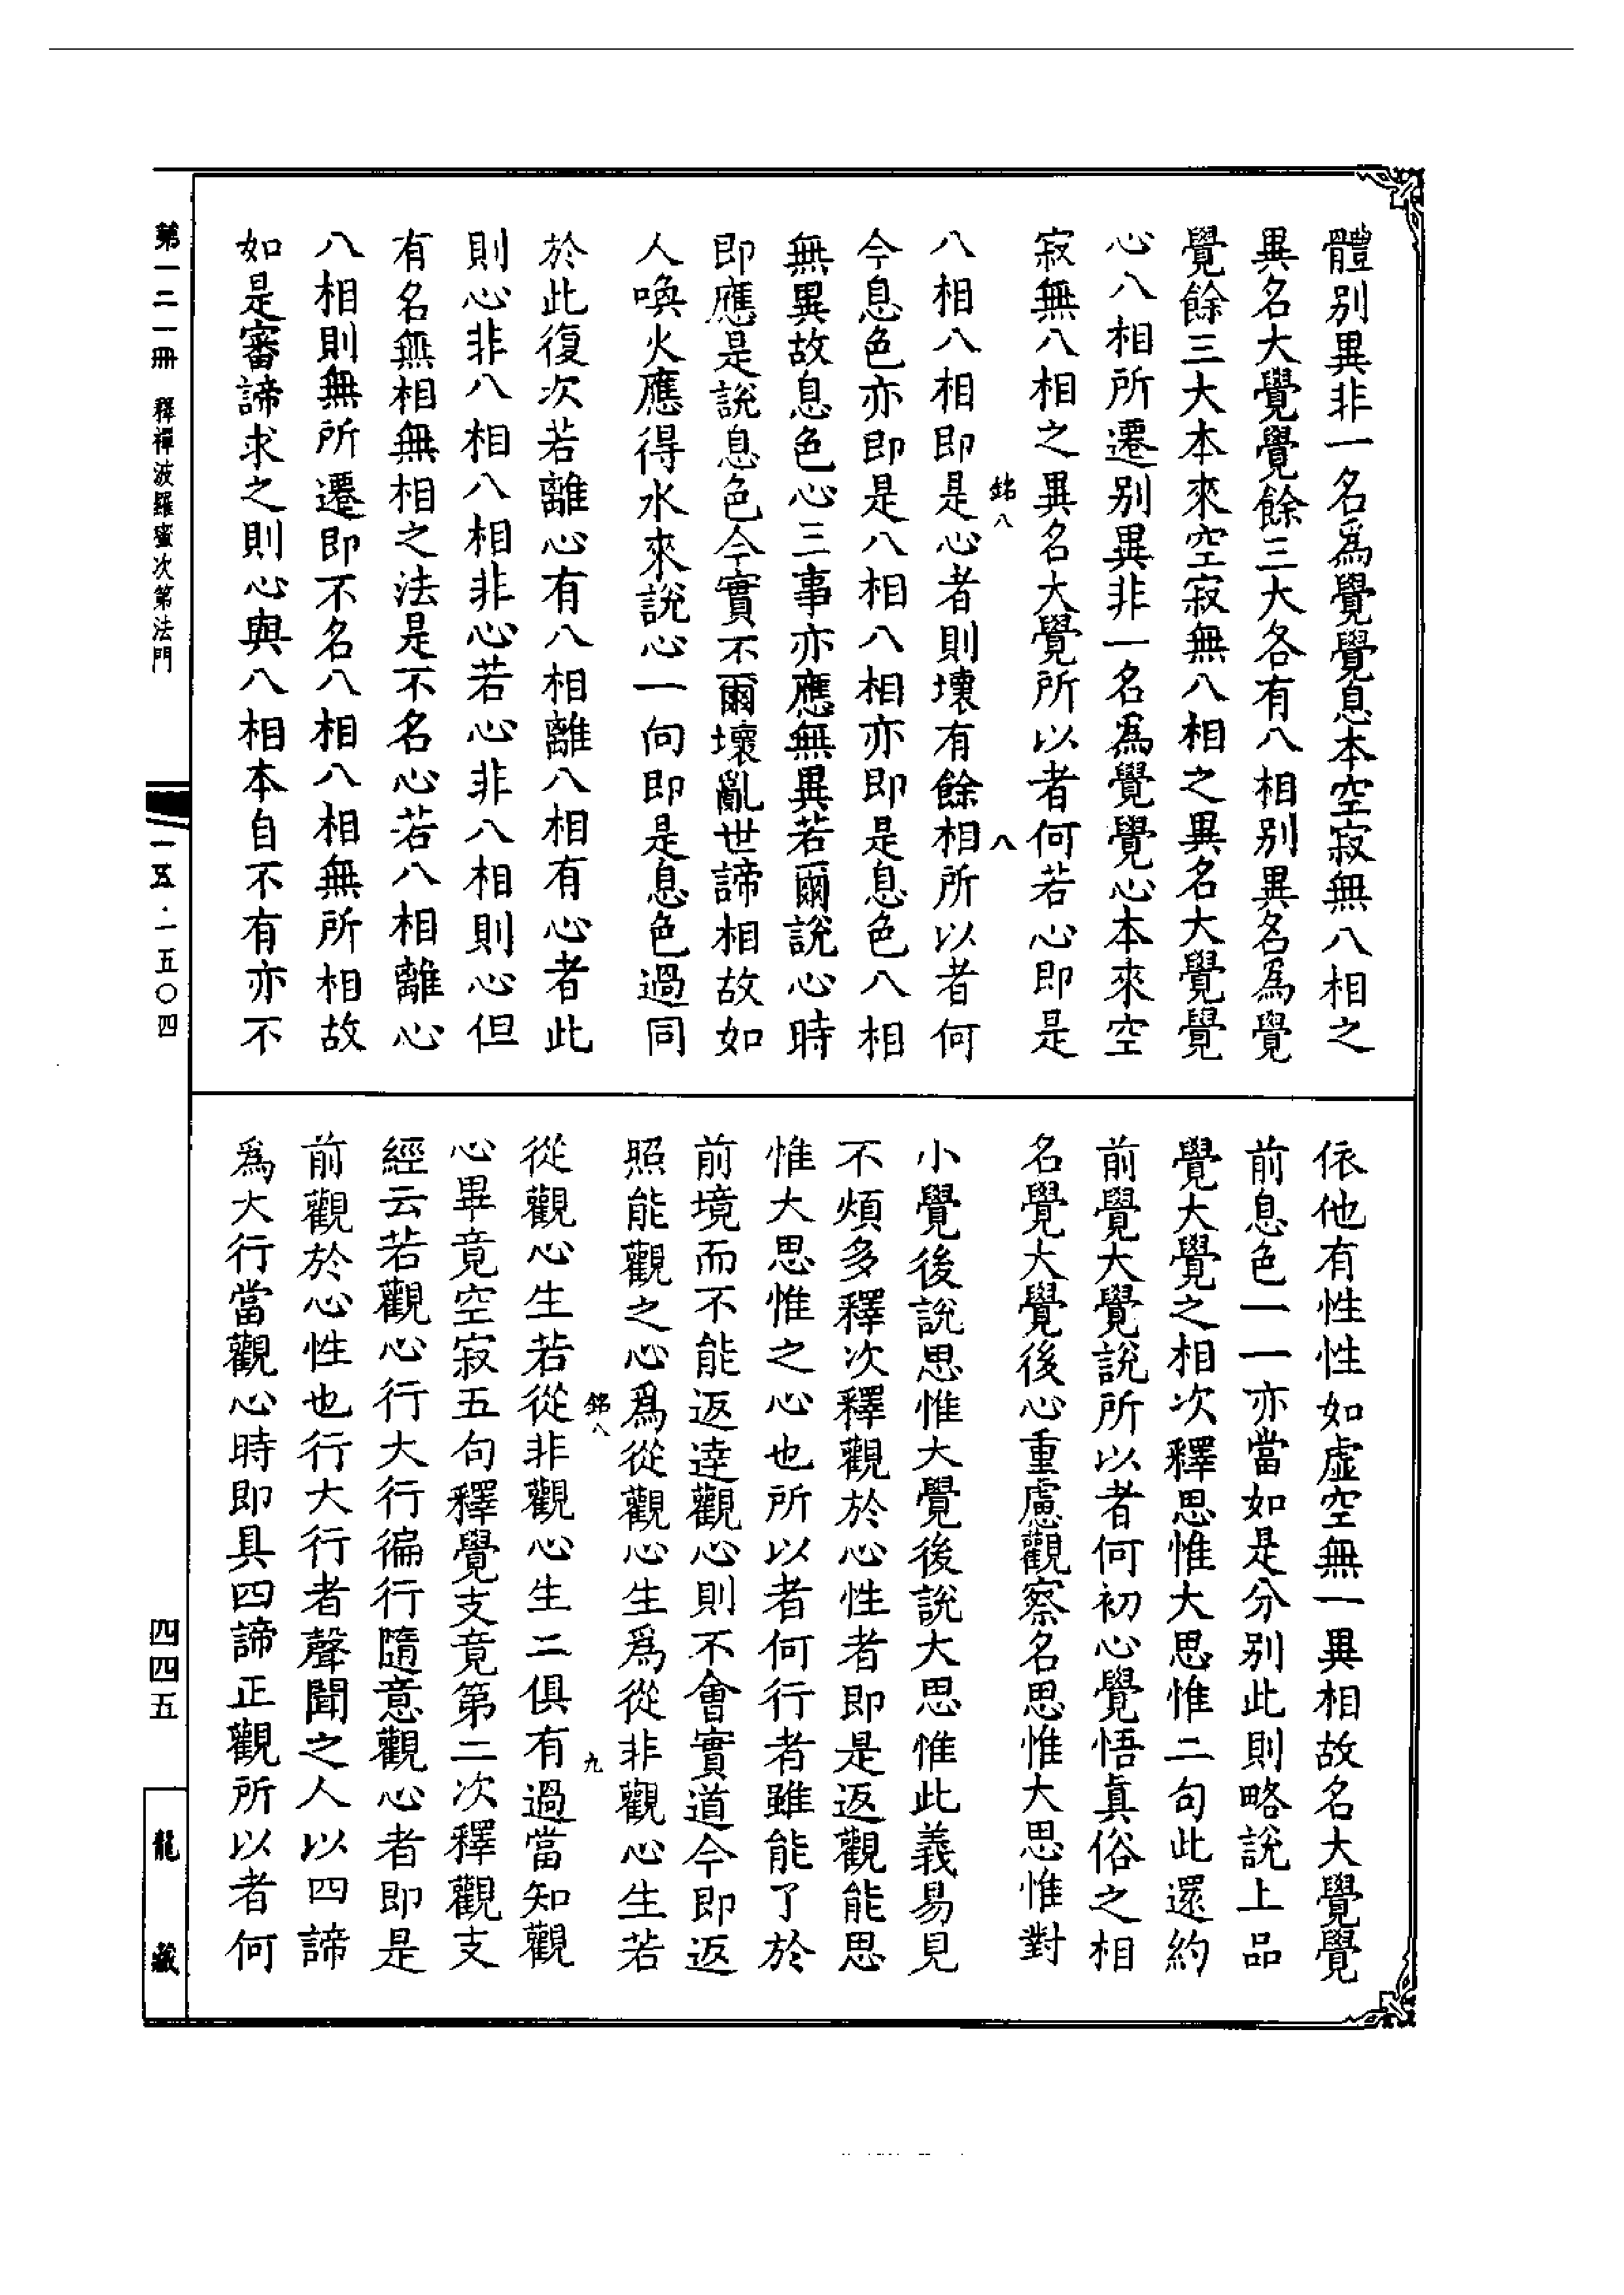 體別異非一名爲覺覺息本空寂無八相之
異名大覺覺餘三大各有八相別異名爲覺
覺餘三大本來空寂無八相之異名大覺覺
心八相所遷別異非一名爲覺覺心本來空
寂無八相之異名大覺所以者何若心即是
銘八
八
八相八相即是心者則壞有餘相所以者何
今息色亦即是八相八相亦即是息色八相
無異故息色心三事亦應無異若爾說心時
即應是說息色今實不爾壞亂世諦相故如
人喚火應得水來說心一向即是息色過同
於此復次若離心有八相離八相有心者此
則心非八相八相非心若心非八相則心但
有名無相無相之法是不名心若八相離心
八相則無所遷即不名八相八相無所相故
如是審諦求之則心與八相本自不有亦不
依他有性性如虛空無一異相故名大覺覺
前息色一一亦當如是分別此則略說上品
覺大覺之相次釋思惟大思惟二句此還約
前覺大覺說所以者何初心覺悟眞俗之相
名覺大覺後心重慮觀察名思惟大思惟對
小覺後說思惟大覺後說大思惟此義易見
不煩多釋次釋觀於心性者即是返觀能思
惟大思惟之心也所以者何行者雖能了於
前境而不能返達觀心則不會實道今即返
照能觀之心爲從觀心生爲從非觀心生若
銘八
九
從觀心生若從非觀心生二俱有過當知觀
心畢竟空寂五句釋覺支竟第二次釋觀支
經云若觀心行大行徧行隨意觀心者即是
前觀於心性也行大行者聲聞之人以四諦
爲大行當觀心時即具四諦正觀所以者何
第一二一冊 釋禪波羅蜜次第法門
一五·一五〇四
四四五
龍藏